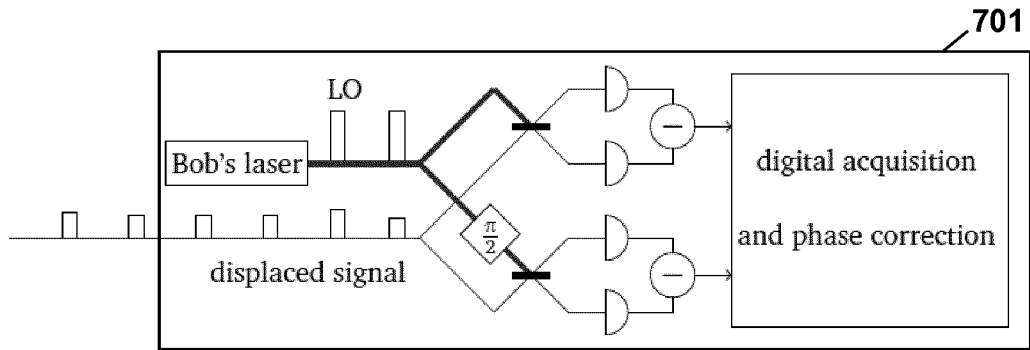 701
LO
Bob's laser
displaced signal
π/2
−
−
digital acquisition
and phase correction